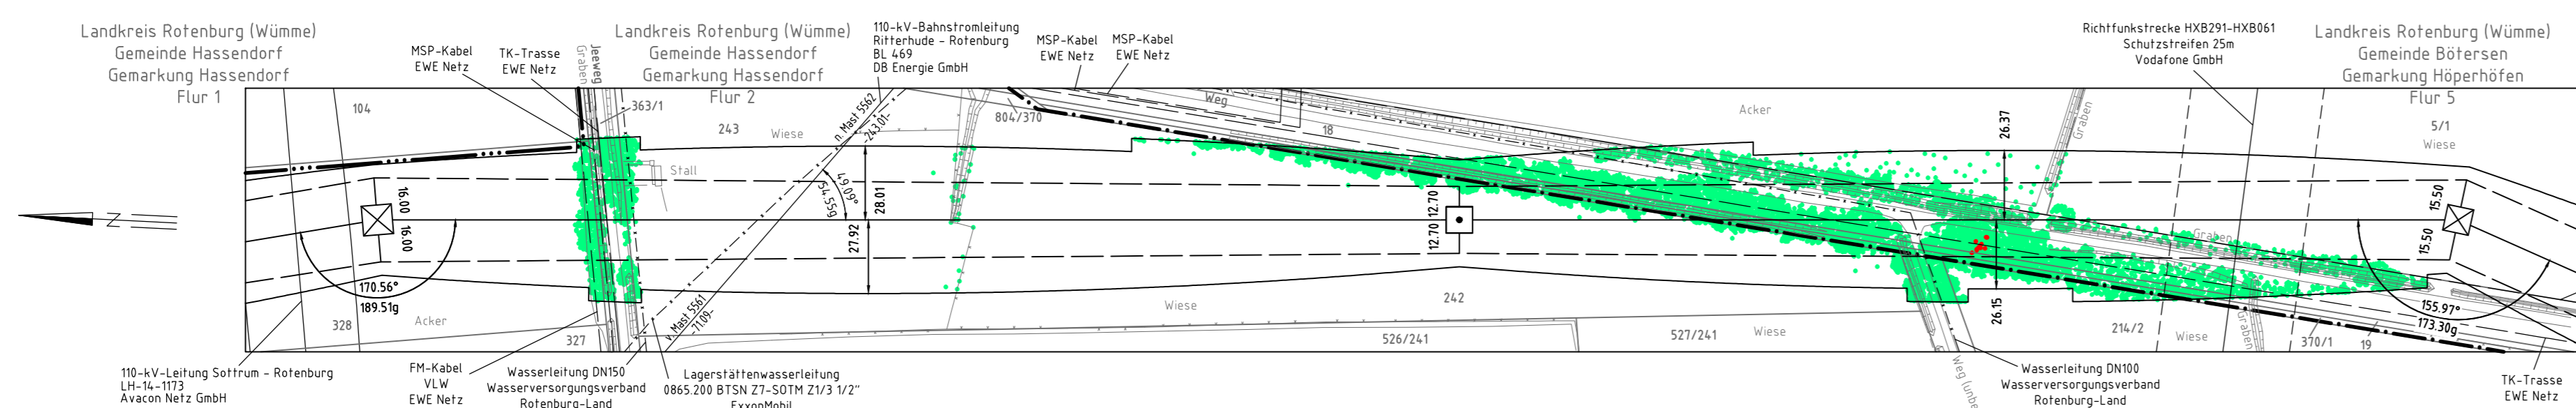 Landkreis Rotenburg (Wümme)
Gemeinde Hassendorf
Gemarkung Hassendorf
Flur 1
MSP-Kabel
EWE Netz
TK-Trasse
EWE Netz
Graben
Jeeweg
Landkreis Rotenburg (Wümme)
Gemeinde Hassendorf
Gemarkung Hassendorf
Flur 2
110-kV-Bahnstromleitung
Ritterhude - Rotenburg
BL 469
DB Energie GmbH
MSP-Kabel
EWE Netz
MSP-Kabel
EWE Netz
Richtfunkstrecke HXB291-HXB061
Schutzstreifen 25m
Vodafone GmbH
Landkreis Rotenburg (Wümme)
Gemeinde Bötersen
Gemarkung Höperhöfen
Flur 5
104
363/1
243
Wiese
n. Mast 5562
-243.01-
804/370
Weg
18
Acker
26.37
Graben
5/1
Wiese
Stall
N
16.00
16.00
49.09°
54.55g
28.01
27.92
12.70
12.70
Graben
15.50
15.50
170.56°
189.51g
328
Acker
327
v. Mast 5561
-71.09-
Wiese
242
526/241
527/241
Wiese
26.15
214/2
Wiese
Graben
370/1
19
Graben
155.97°
173.30g
110-kV-Leitung Sottrum - Rotenburg
LH-14-1173
Avacon Netz GmbH
FM-Kabel
VLW
EWE Netz
Wasserleitung DN150
Wasserversorgungsverband
Rotenburg-Land
Lagerstättenwasserleitung
0865.200 BTSN Z7-SOTM Z1/3 1/2"
ExxonMobil
Weg (unbe
Wasserleitung DN100
Wasserversorgungsverband
Rotenburg-Land
TK-Trasse
EWE Netz